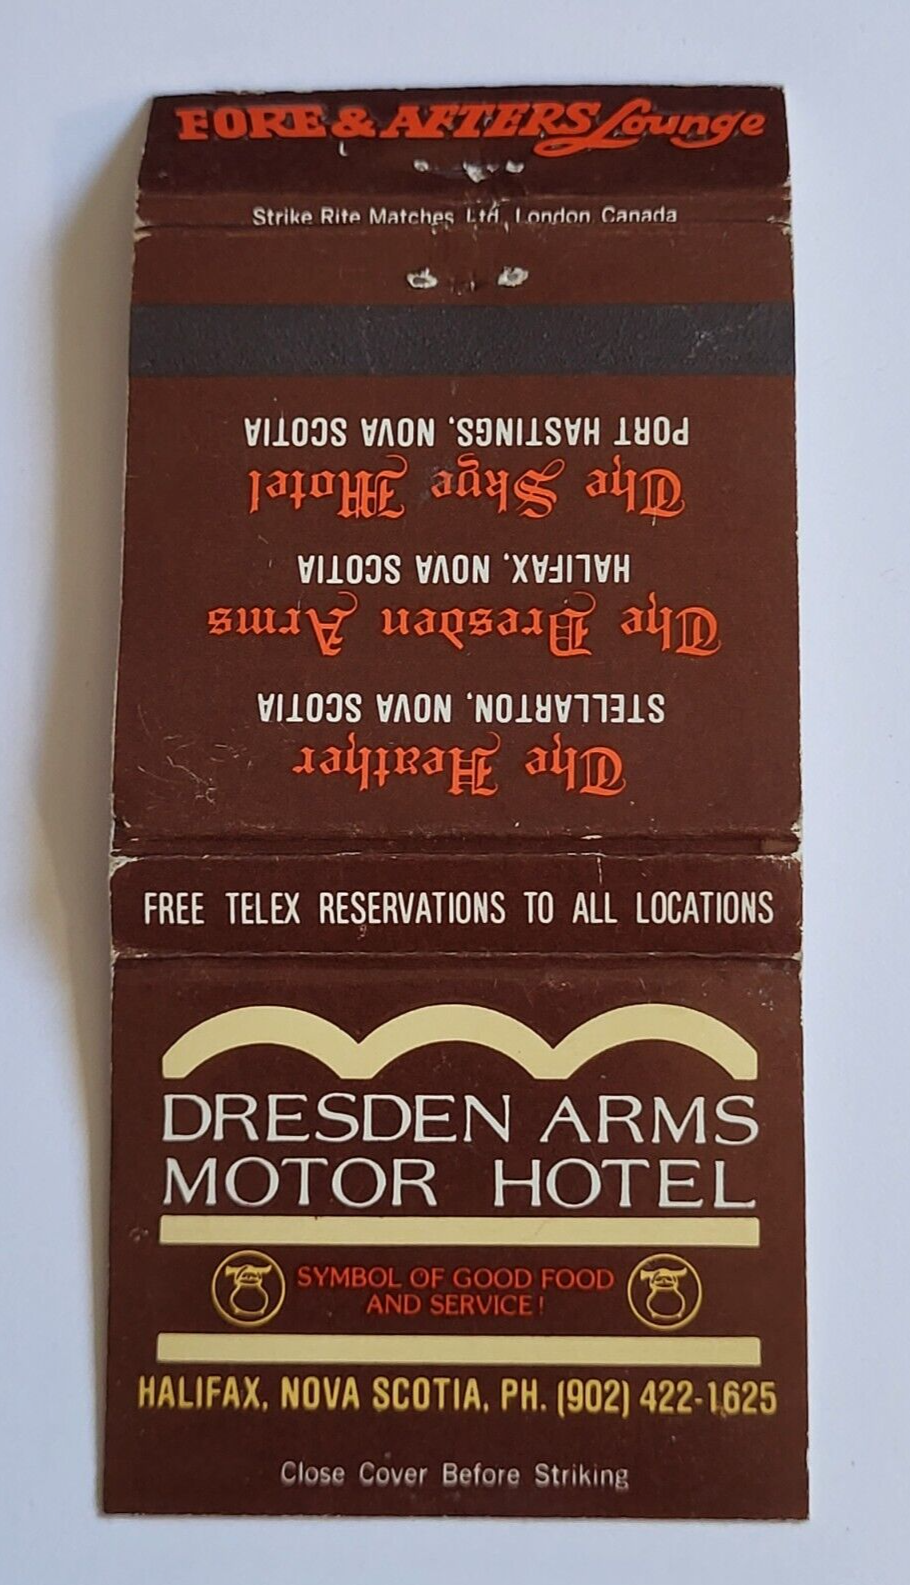 FORE & AFTERS Lounge
Strike Rite Matches Ltd. London Canada
The Heather
STELLARTON, NOVA SCOTIA
The Dresden Arms
HALIFAX, NOVA SCOTIA
The Skye Motel
PORT HASTINGS, NOVA SCOTIA
FREE TELEX RESERVATIONS TO ALL LOCATIONS
DRESDEN ARMS
MOTOR HOTEL
SYMBOL OF GOOD FOOD
AND SERVICE!
HALIFAX, NOVA SCOTIA, PH. (902) 422-1625
Close Cover Before Striking